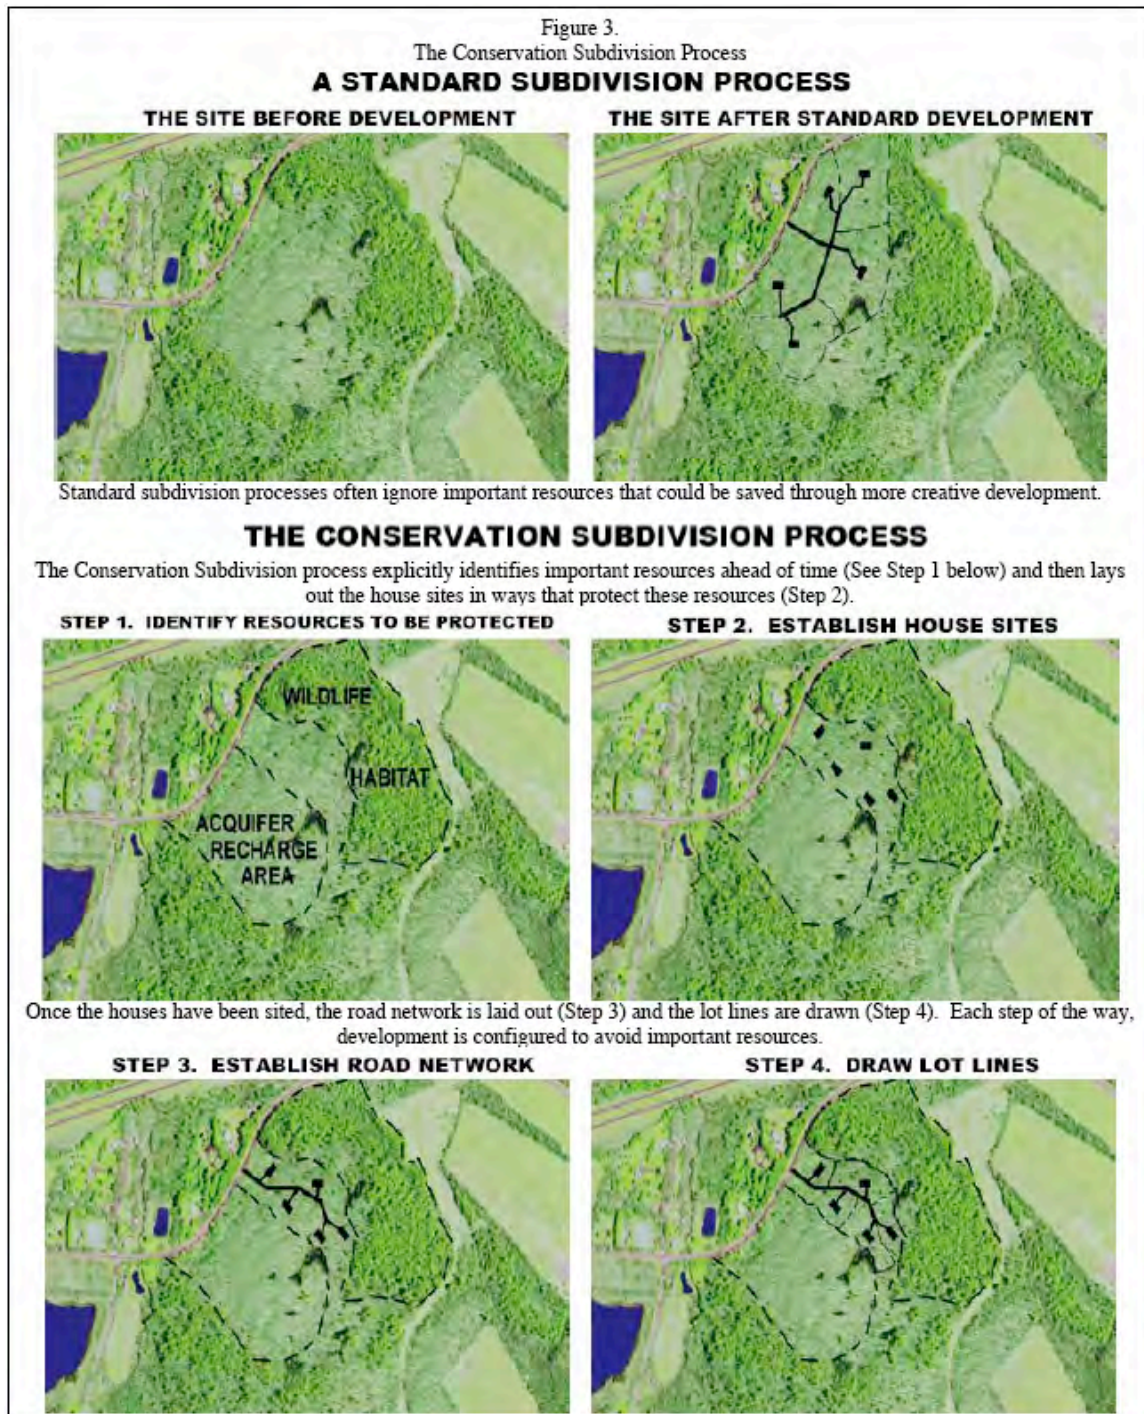 Figure 3.
The Conservation Subdivision Process
A STANDARD SUBDIVISION PROCESS
THE SITE BEFORE DEVELOPMENT
THE SITE AFTER STANDARD DEVELOPMENT
Standard subdivision processes often ignore important resources that could be saved through more creative development.
THE CONSERVATION SUBDIVISION PROCESS
The Conservation Subdivision process explicitly identifies important resources ahead of time (See Step 1 below) and then lays
out the house sites in ways that protect these resources (Step 2).
STEP 1. IDENTIFY RESOURCES TO BE PROTECTED
WILDLIFE
HABITAT
ACQUIFER
RECHARGE
AREA
STEP 2. ESTABLISH HOUSE SITES
Once the houses have been sited, the road network is laid out (Step 3) and the lot lines are drawn (Step 4). Each step of the way,
development is configured to avoid important resources.
STEP 3. ESTABLISH ROAD NETWORK
STEP 4. DRAW LOT LINES